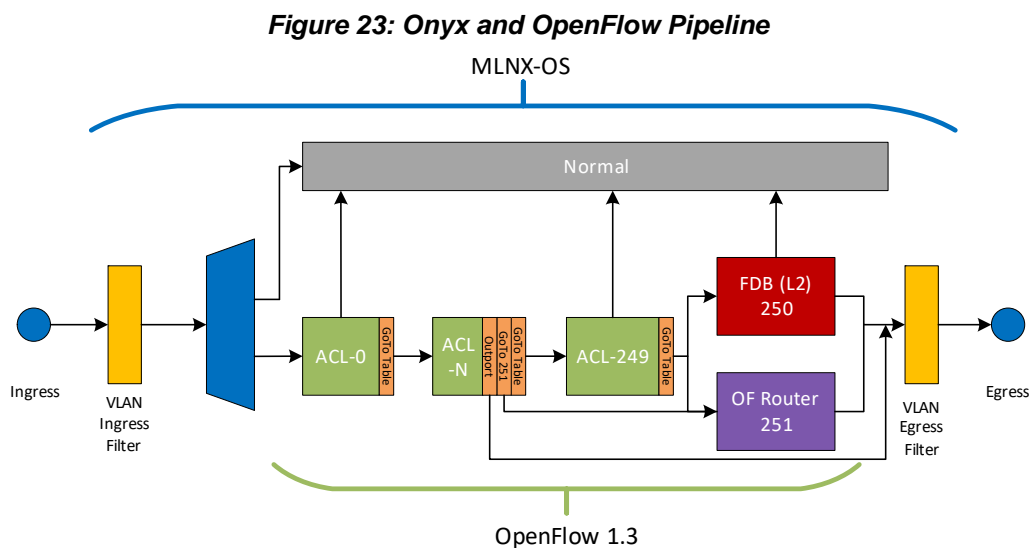 Figure 23: Onyx and OpenFlow Pipeline
MLNX-OS
Normal
FDB (L2)
250
ACL-0
GoTo Table
ACL
-N
Outport
GoTo 251
GoTo Table
ACL-249
GoTo Table
OF Router
251
Ingress
VLAN
Ingress
Filter
VLAN
Egress
Filter
Egress
OpenFlow 1.3